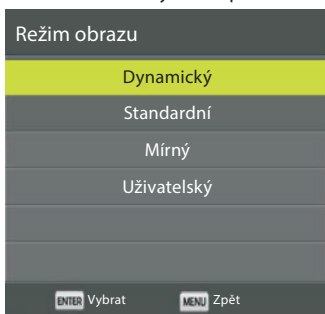 Režim obrazu
Dynamický
Standardní
Mírný
Uživatelský
ENTER Vybrat MENU Zpět